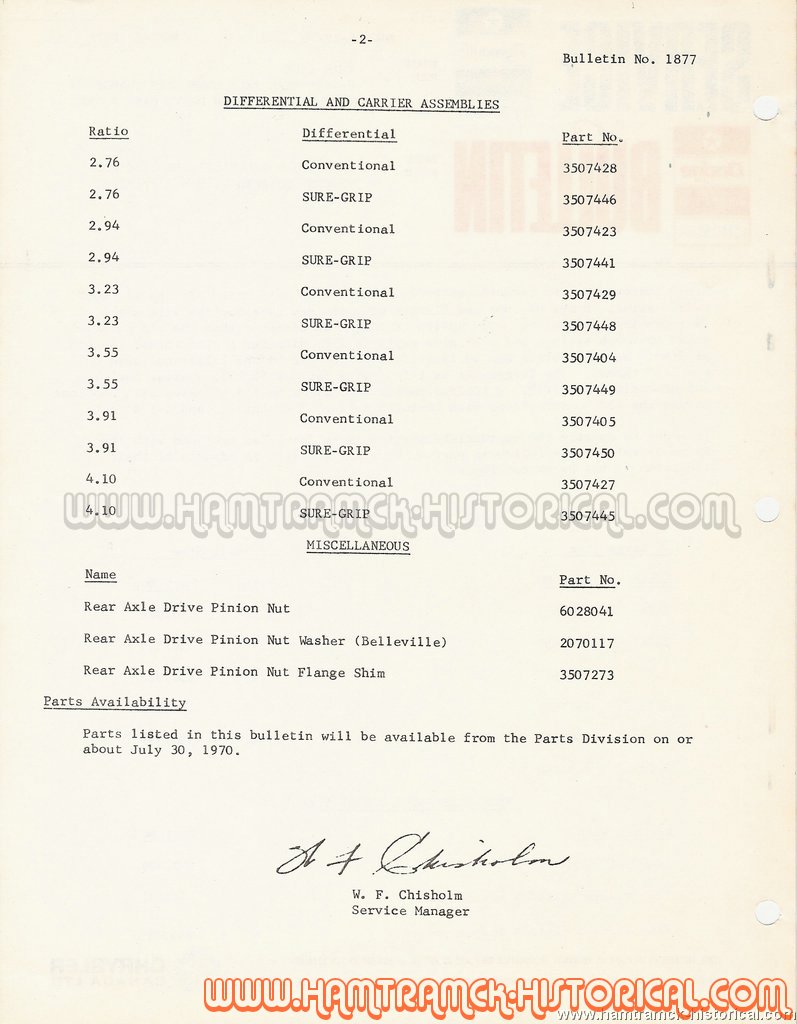 -2-
Bulletin No. 1877
DIFFERENTIAL AND CARRIER ASSEMBLIES
Ratio Differential Part No.
2.76 Conventional 3507428
2.76 SURE-GRIP 3507446
2.94 Conventional 3507423
2.94 SURE-GRIP 3507441
3.23 Conventional 3507429
3.23 SURE-GRIP 3507448
3.55 Conventional 3507404
3.55 SURE-GRIP 3507449
3.91 Conventional 3507405
3.91 SURE-GRIP 3507450
4.10 Conventional 3507427
4.10 SURE-GRIP 3507445
www.HAMTRAMCK-HISTORICAL.com
MISCELLANEOUS
Name Part No.
Rear Axle Drive Pinion Nut 6028041
Rear Axle Drive Pinion Nut Washer (Belleville) 2070117
Rear Axle Drive Pinion Nut Flange Shim 3507273
Parts Availability
Parts listed in this bulletin will be available from the Parts Division on or
about July 30, 1970.
W F Chisholm
W. F. Chisholm
Service Manager
www.HAMTRAMCK-HISTORICAL.com
www.hamtramck-historical.com